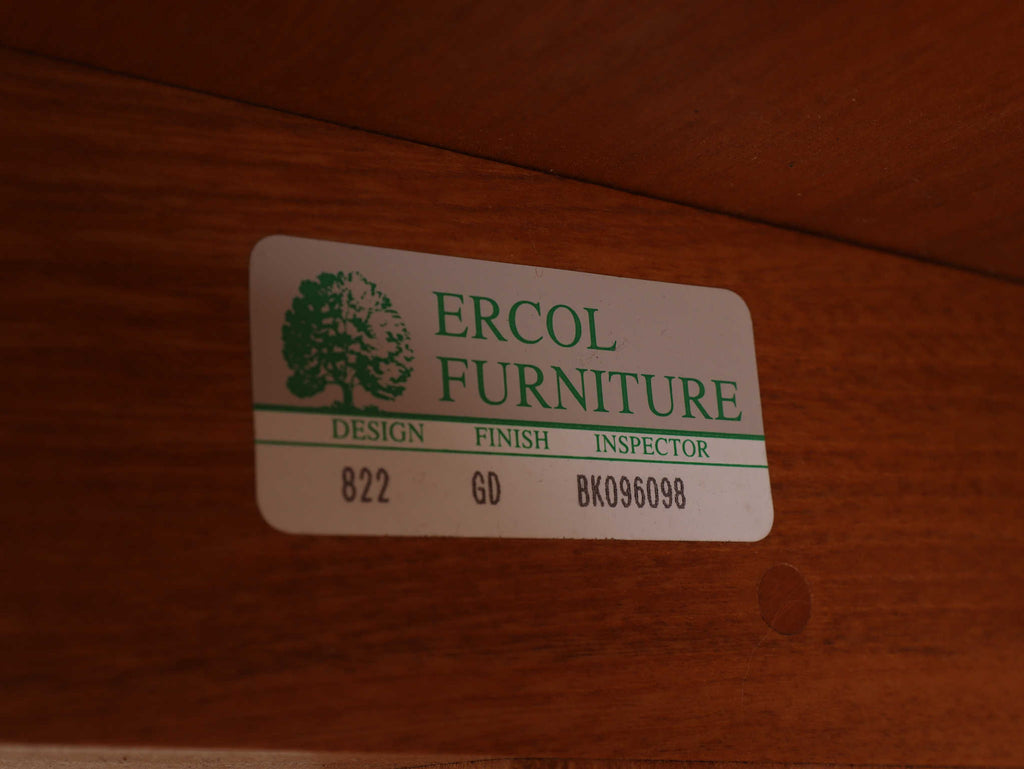 ERCOL
FURNITURE
DESIGN FINISH INSPECTOR
822 GD BK096098